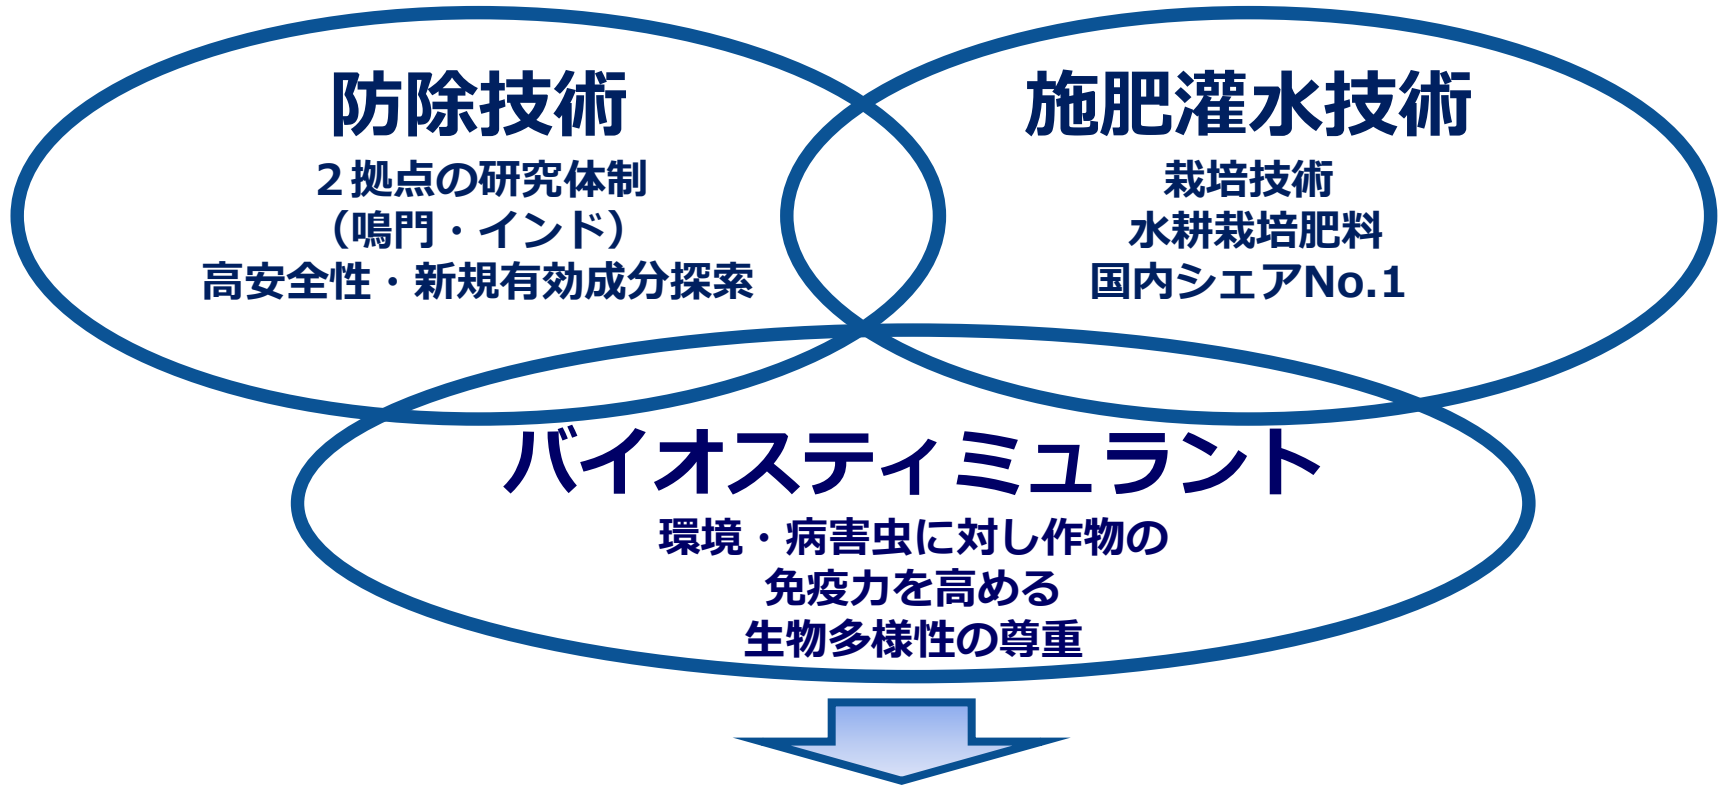 防除技術
２拠点の研究体制
（鳴門・インド）
高安全性・新規有効成分探索
施肥灌水技術
栽培技術
水耕栽培肥料
国内シェアNo.1
バイオスティミュラント
環境・病害虫に対し作物の
免疫力を高める
生物多様性の尊重